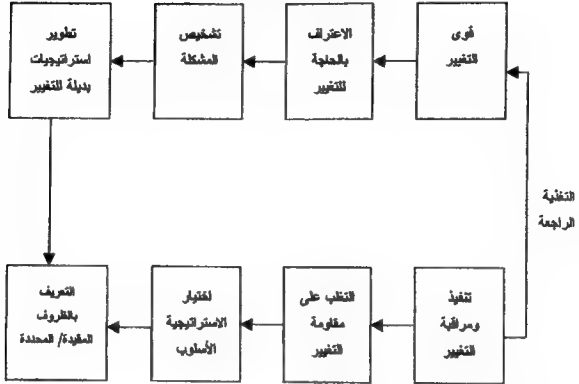 قوى
التغيير
الاعتراف
بالحاجة
للتغيير
تشخيص
المشكلة
تطوير
استراتيجيات
بديلة للتغيير
التغذية
الراجعة
تنفيذ
ومراقبة
التغيير
التغلب على
مقاومة
التغيير
اختيار
الاستراتيجية
الأسلوب
التعريف
بالظروف
المقيدة/ المحددة